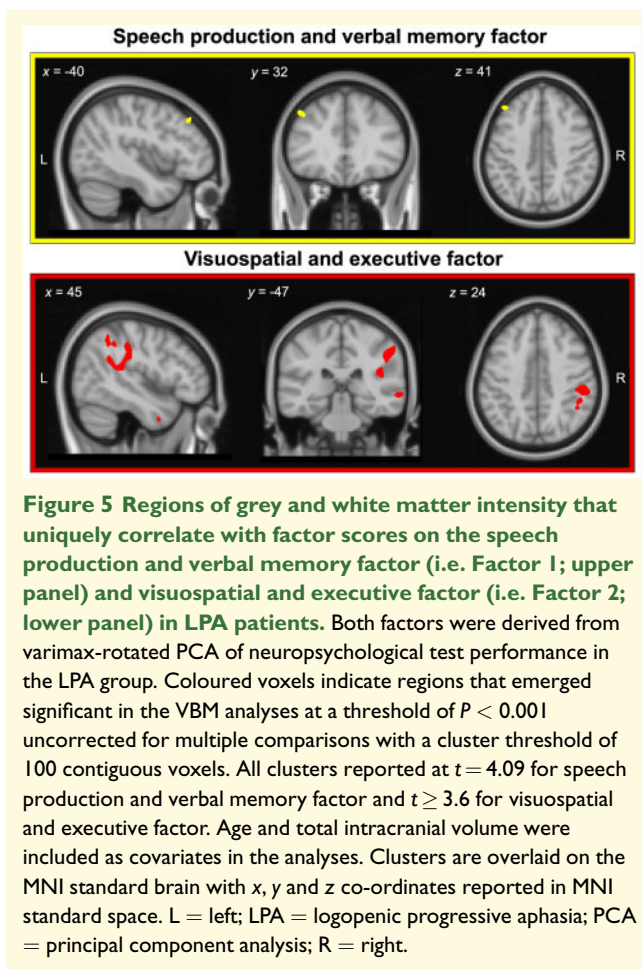 Speech production and verbal memory factor
x = -40
y = 32
z = 41
L
R
Visuospatial and executive factor
x = 45
y = -47
z = 24
L
R
Figure 5 Regions of grey and white matter intensity that
uniquely correlate with factor scores on the speech
production and verbal memory factor (i.e. Factor 1; upper
panel) and visuospatial and executive factor (i.e. Factor 2;
lower panel) in LPA patients. Both factors were derived from
varimax-rotated PCA of neuropsychological test performance in
the LPA group. Coloured voxels indicate regions that emerged
significant in the VBM analyses at a threshold of P < 0.001
uncorrected for multiple comparisons with a cluster threshold of
100 contiguous voxels. All clusters reported at t = 4.09 for speech
production and verbal memory factor and t ≥ 3.6 for visuospatial
and executive factor. Age and total intracranial volume were
included as covariates in the analyses. Clusters are overlaid on the
MNI standard brain with x, y and z co-ordinates reported in MNI
standard space. L = left; LPA = logopenic progressive aphasia; PCA
= principal component analysis; R = right.